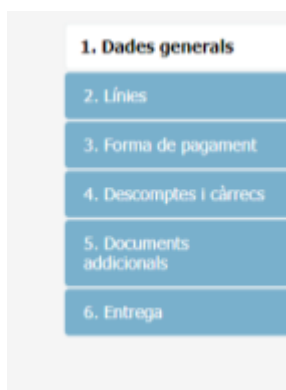 1. Dades generals
2. Línies
3. Forma de pagament
4. Descomptes i càrrecs
5. Documents
addicionals
6. Entrega